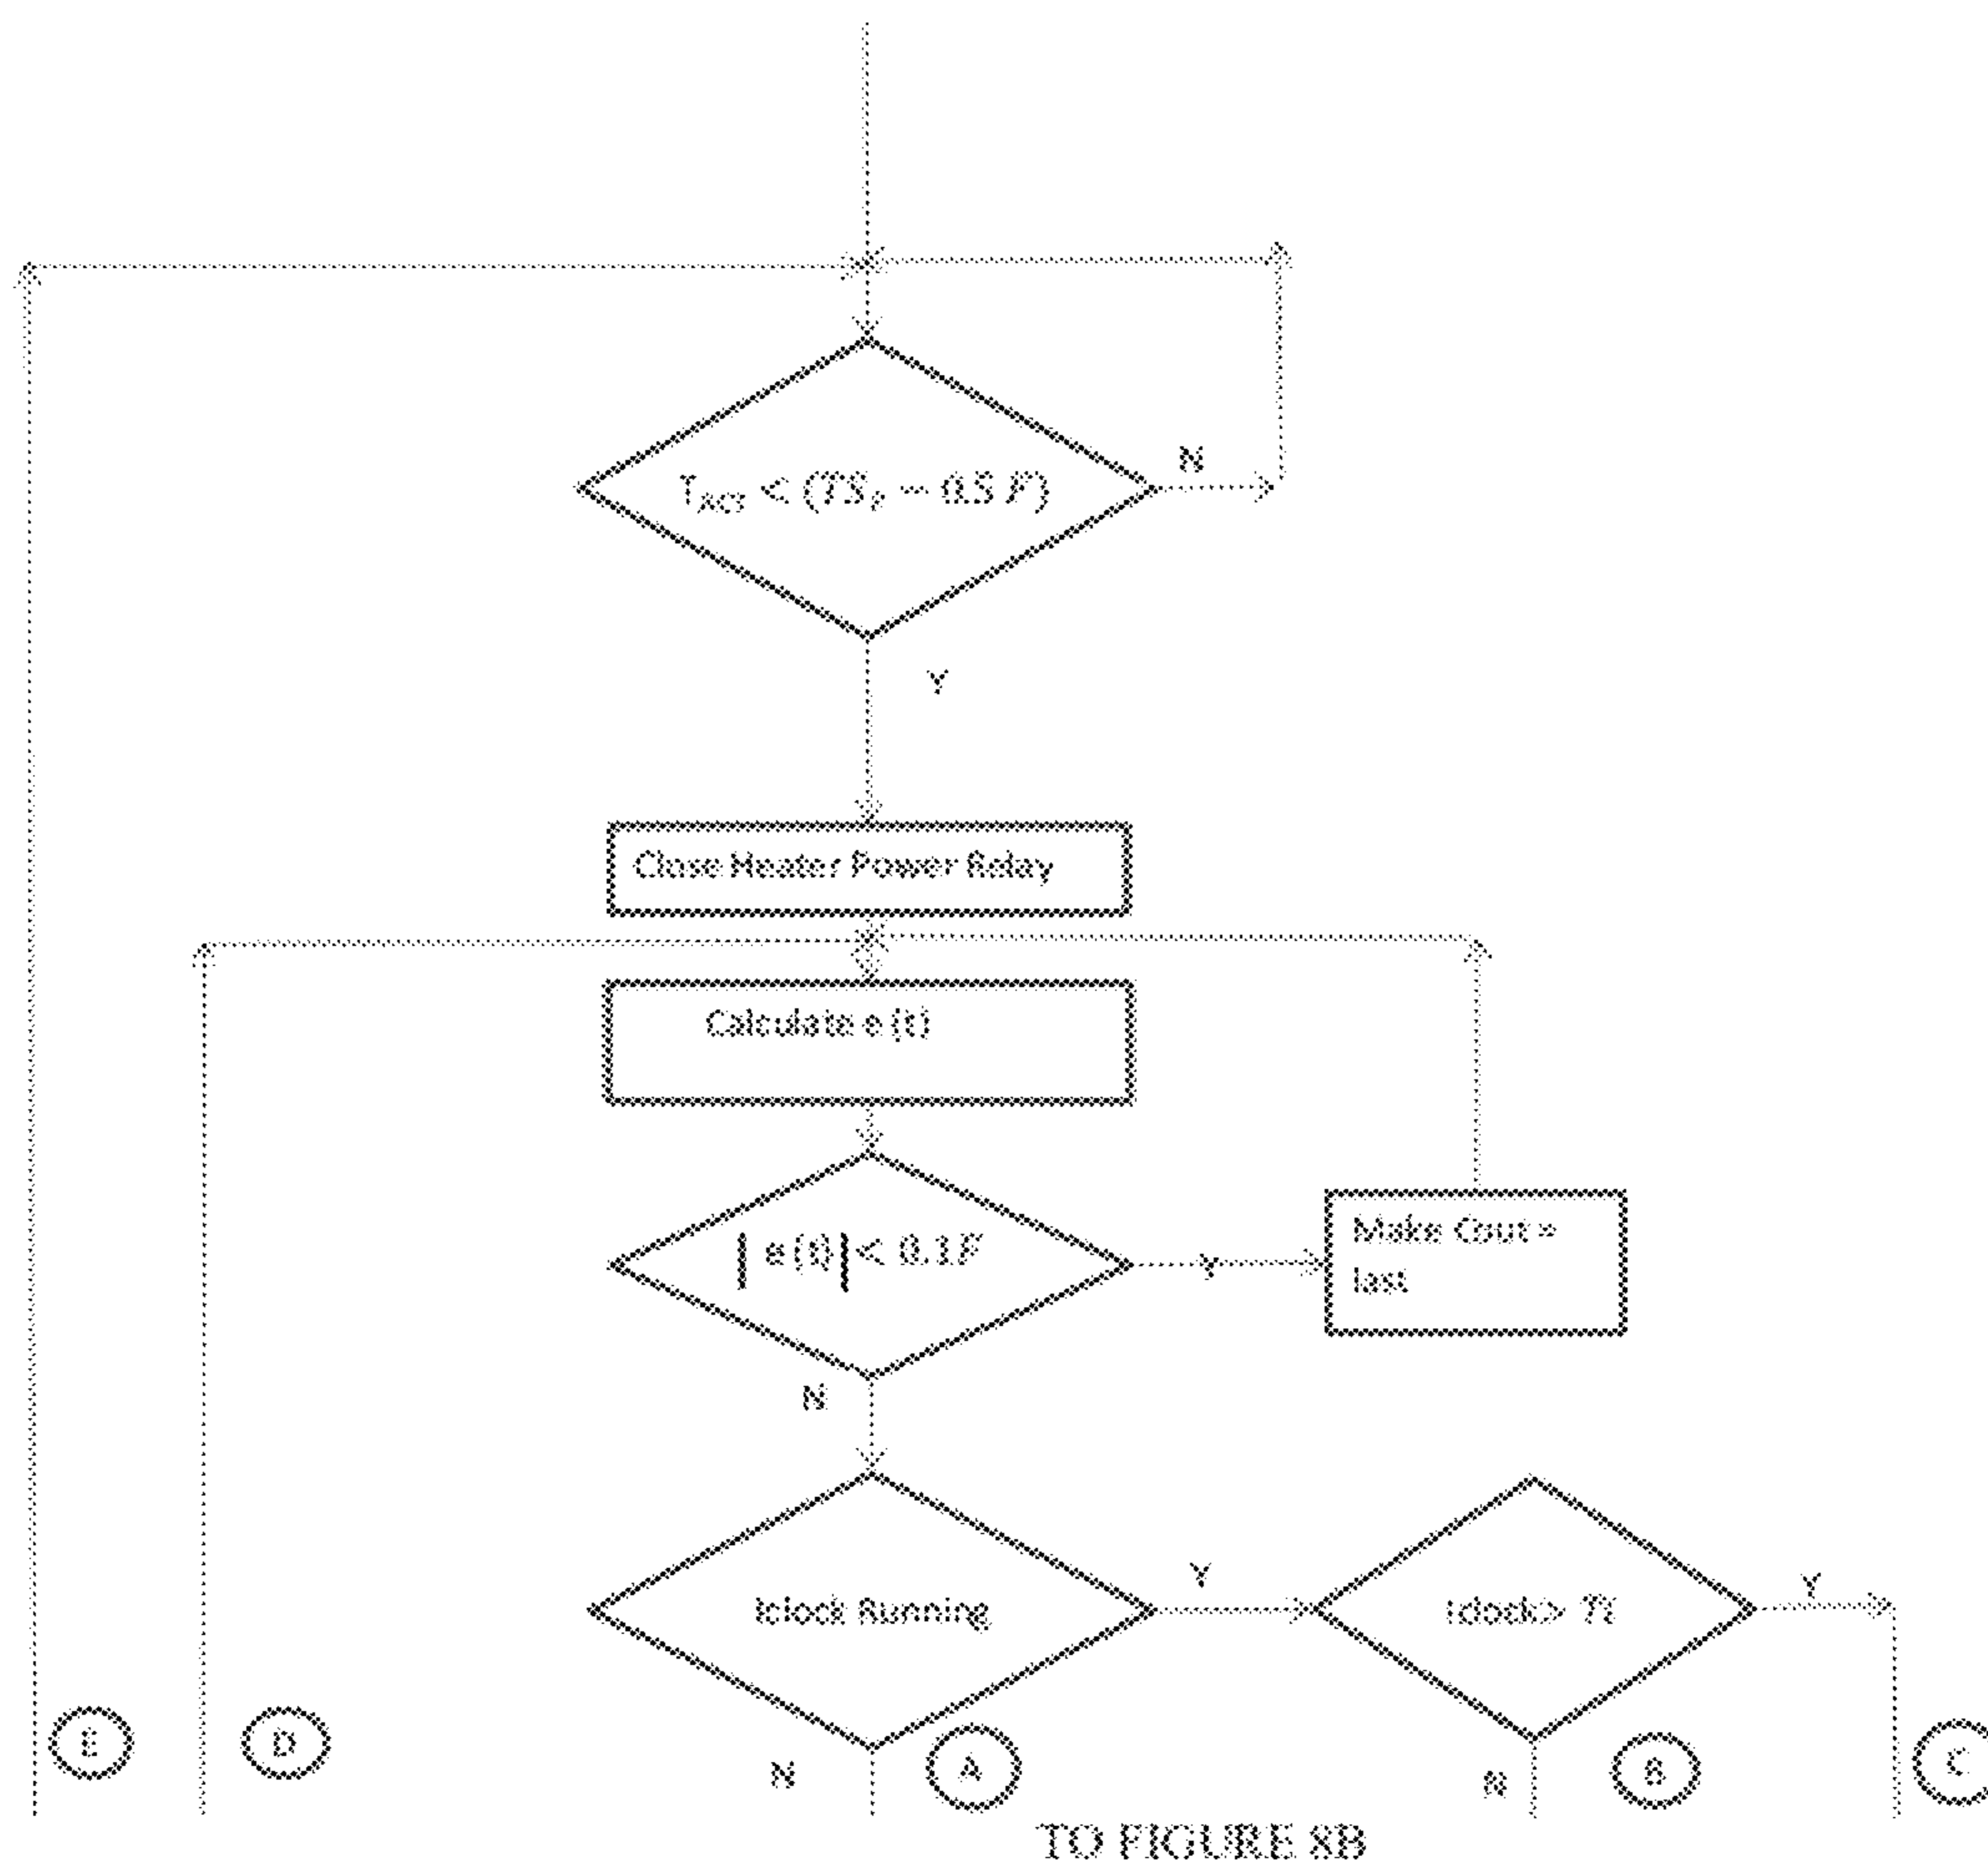 N
T_ACT < (TS_P − 0.5 F)
Y
Close Heater Power Relay
Calculate e (t)
| e (t)| < 0.1F
Y
Make Cout =
last
N
Iclock Running
Y
Iclock> Ti
Y
E
D
N
A
N
B
C
TO FIGURE 8B